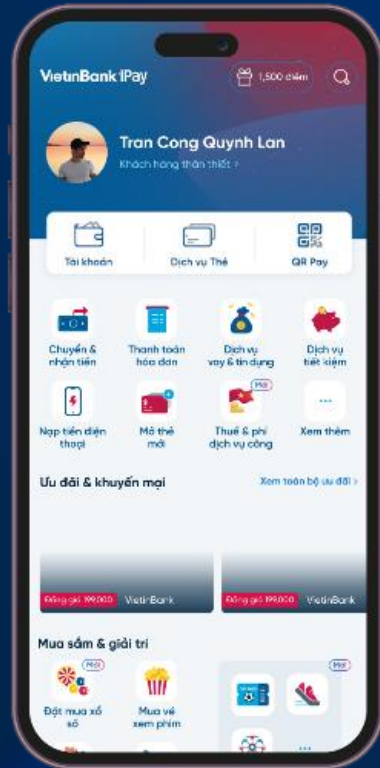 VietinBank iPay
1,500 điểm
Tran Cong Quynh Lan
Khách hàng thân thiết >
Tài khoản
Dịch vụ Thẻ
QR Pay
Chuyển &
nhận tiền
Thanh toán
hóa đơn
Dịch vụ
vay & tín dụng
Dịch vụ
tiết kiệm
Nạp tiền điện
thoại
Mở thẻ
mới
Mới
Thuế & phí
dịch vụ công
Xem thêm
Ưu đãi & khuyến mại
Xem toàn bộ ưu đãi >
Đồng giá 199,000
VietinBank
Đồng giá 199,000
VietinBank
Mua sắm & giải trí
Mới
Đặt mua xổ
số
Mua vé
xem phim
Mới